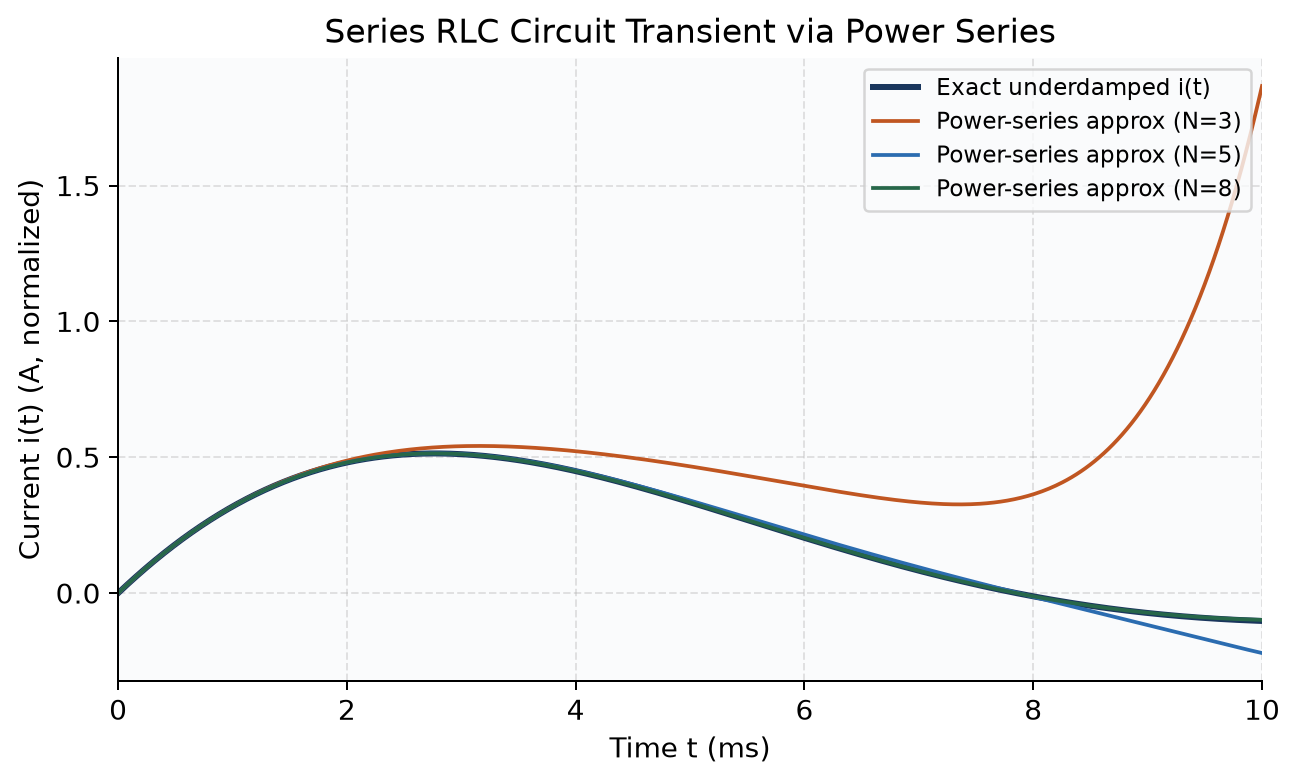 Series RLC Circuit Transient via Power Series
Exact underdamped i(t)
Power-series approx (N=3)
Power-series approx (N=5)
Power-series approx (N=8)
Current i(t) (A, normalized)
1.5
1.0
0.5
0.0
0 2 4 6 8 10
Time t (ms)